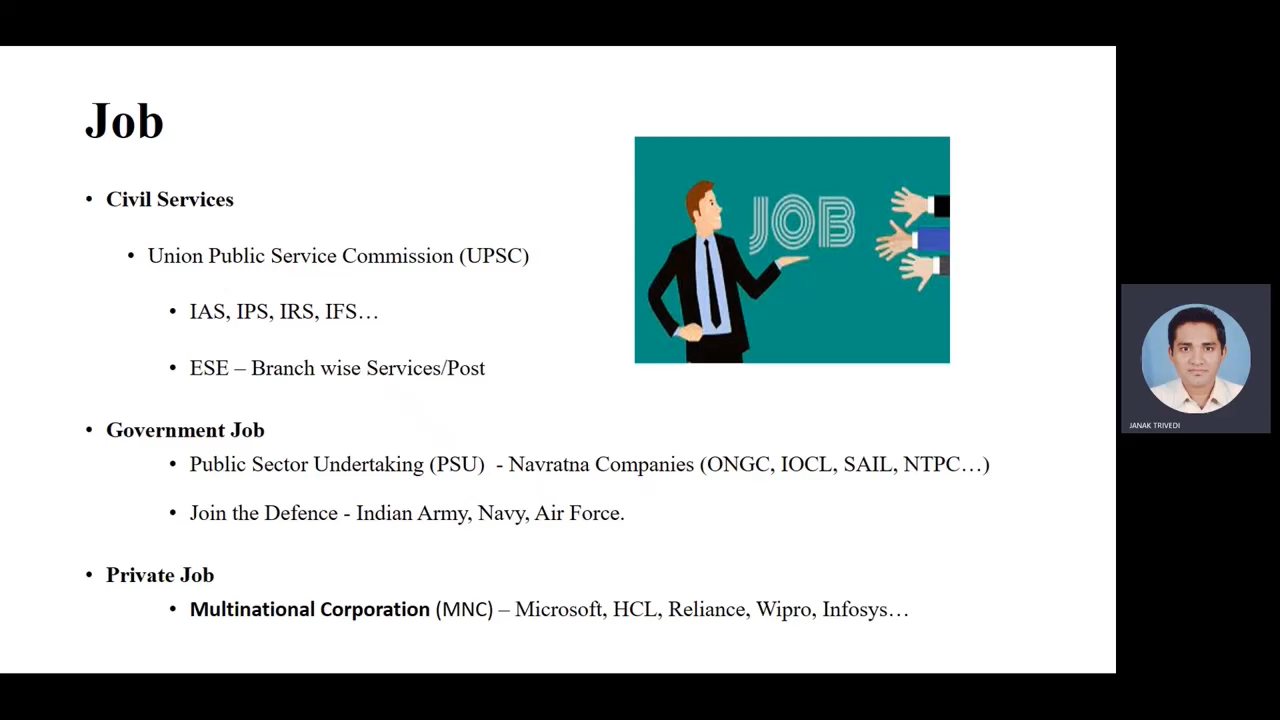 Job
• Civil Services
• Union Public Service Commission (UPSC)
• IAS, IPS, IRS, IFS…
• ESE – Branch wise Services/Post
• Government Job
• Public Sector Undertaking (PSU)  - Navratna Companies (ONGC, IOCL, SAIL, NTPC…)
• Join the Defence - Indian Army, Navy, Air Force.
• Private Job
• Multinational Corporation (MNC) – Microsoft, HCL, Reliance, Wipro, Infosys…
JOB
JANAK TRIVEDI